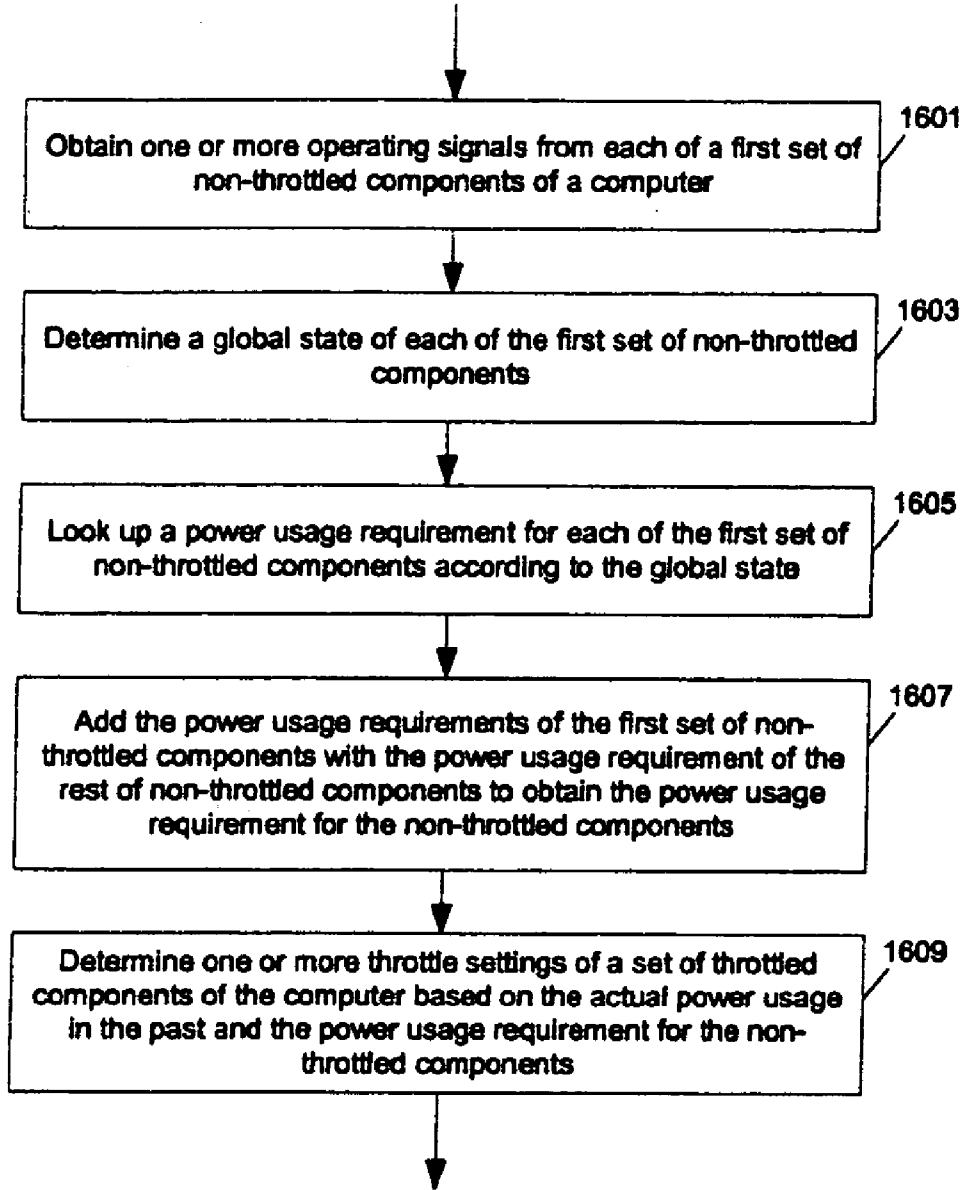 1601
Obtain one or more operating signals from each of a first set of
non-throttled components of a computer
1603
Determine a global state of each of the first set of non-throttled
components
1605
Look up a power usage requirement for each of the first set of
non-throttled components according to the global state
1607
Add the power usage requirements of the first set of non-
throttled components with the power usage requirement of the
rest of non-throttled components to obtain the power usage
requirement for the non-throttled components
1609
Determine one or more throttle settings of a set of throttled
components of the computer based on the actual power usage
in the past and the power usage requirement for the non-
throttled components